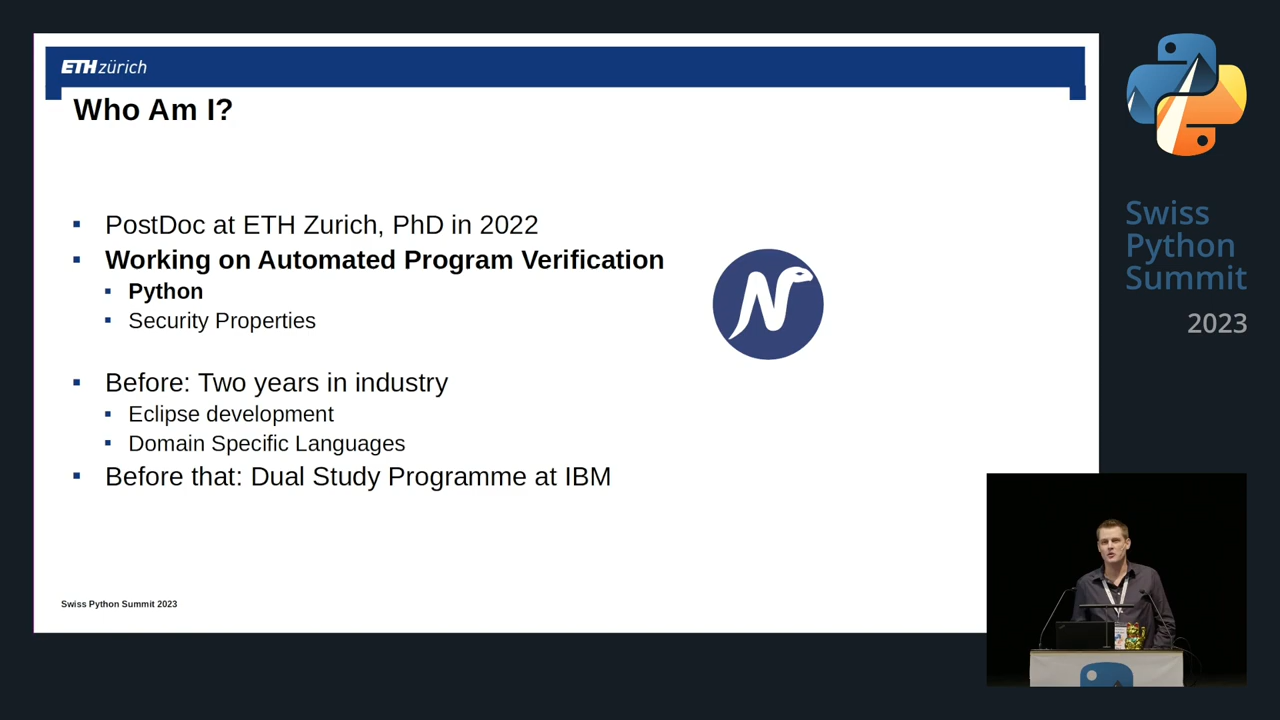 ETH zürich
Who Am I?
PostDoc at ETH Zurich, PhD in 2022
Working on Automated Program Verification
Python
Security Properties
Before: Two years in industry
Eclipse development
Domain Specific Languages
Before that: Dual Study Programme at IBM
Swiss Python Summit 2023
Swiss
Python
Summit
2023